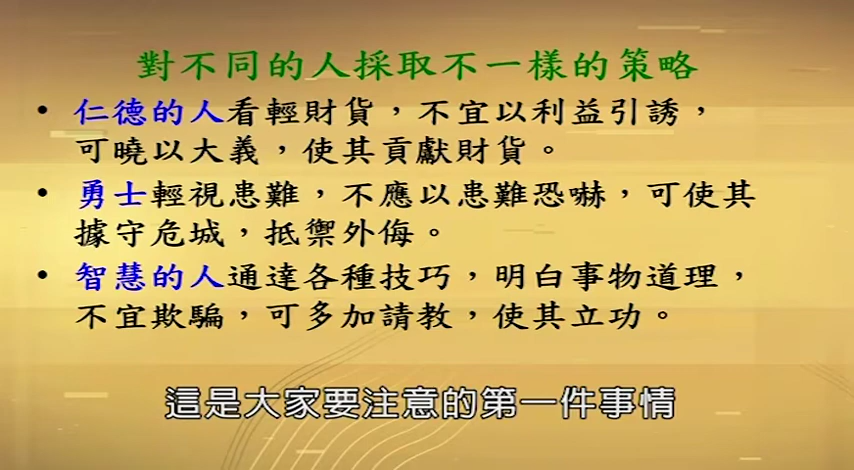 對不同的人採取不一樣的策略
• 仁德的人看輕財貨，不宜以利益引誘，
可曉以大義，使其貢獻財貨。
• 勇士輕視患難，不應以患難恐嚇，可使其
據守危城，抵禦外侮。
• 智慧的人通達各種技巧，明白事物道理，
不宜欺騙，可多加請教，使其立功。
這是大家要注意的第一件事情